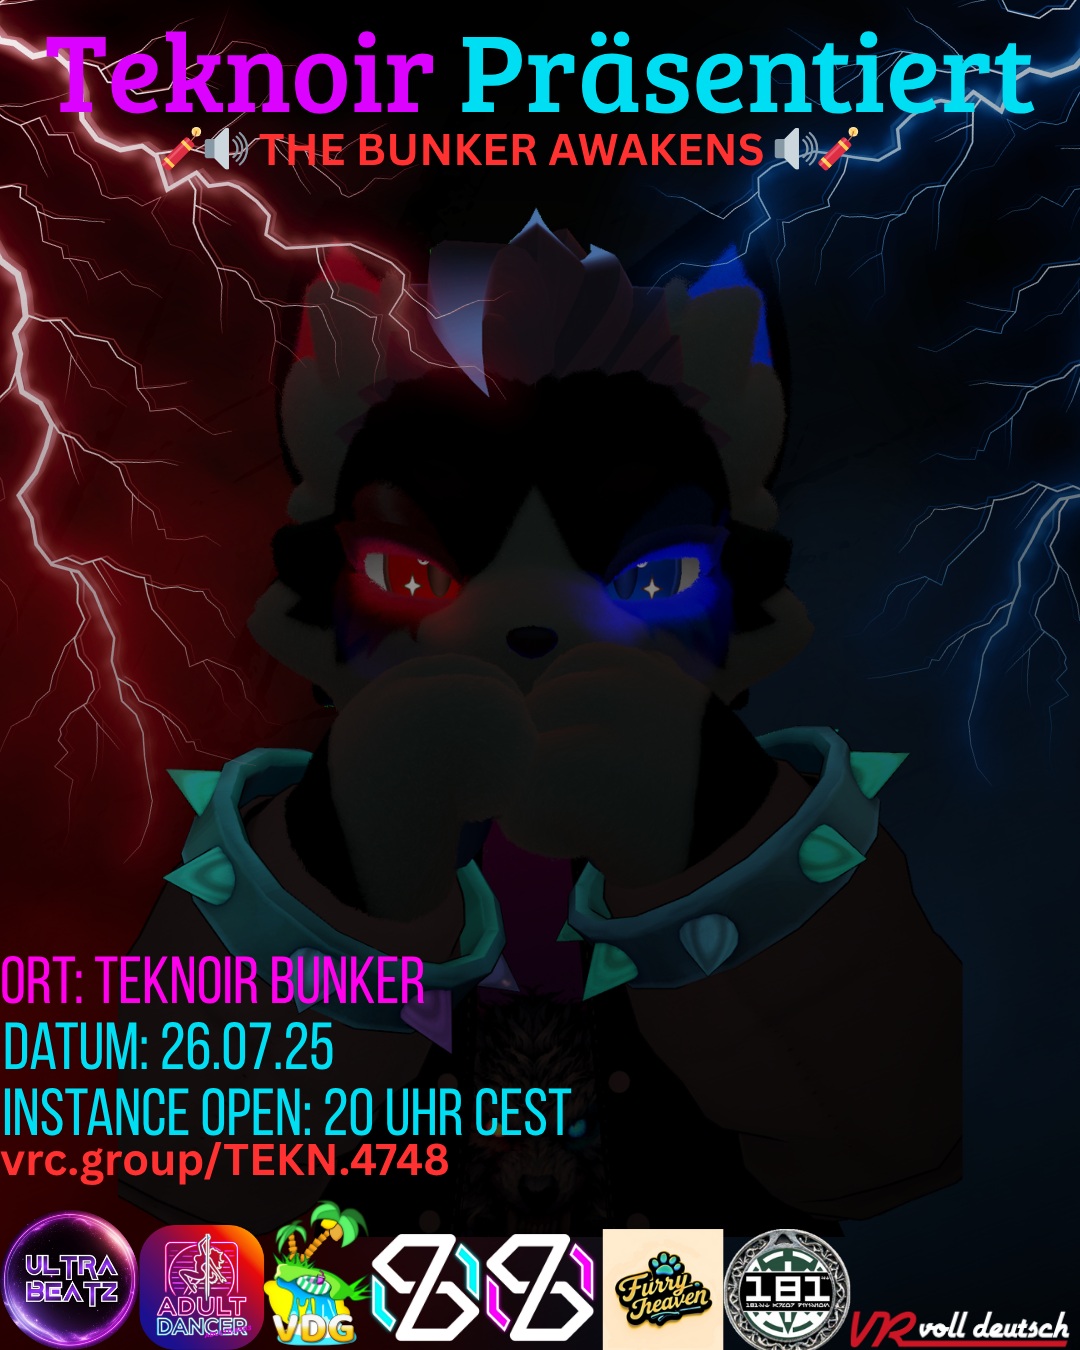 Teknoir Präsentiert
THE BUNKER AWAKENS
ORT: TEKNOIR BUNKER
DATUM: 26.07.25
INSTANCE OPEN: 20 UHR CEST
vrc.group/TEKN.4748
ULTRA
BEATZ
ADULT
DANCER
VDG
Furry
Heaven
181
VR voll deutsch